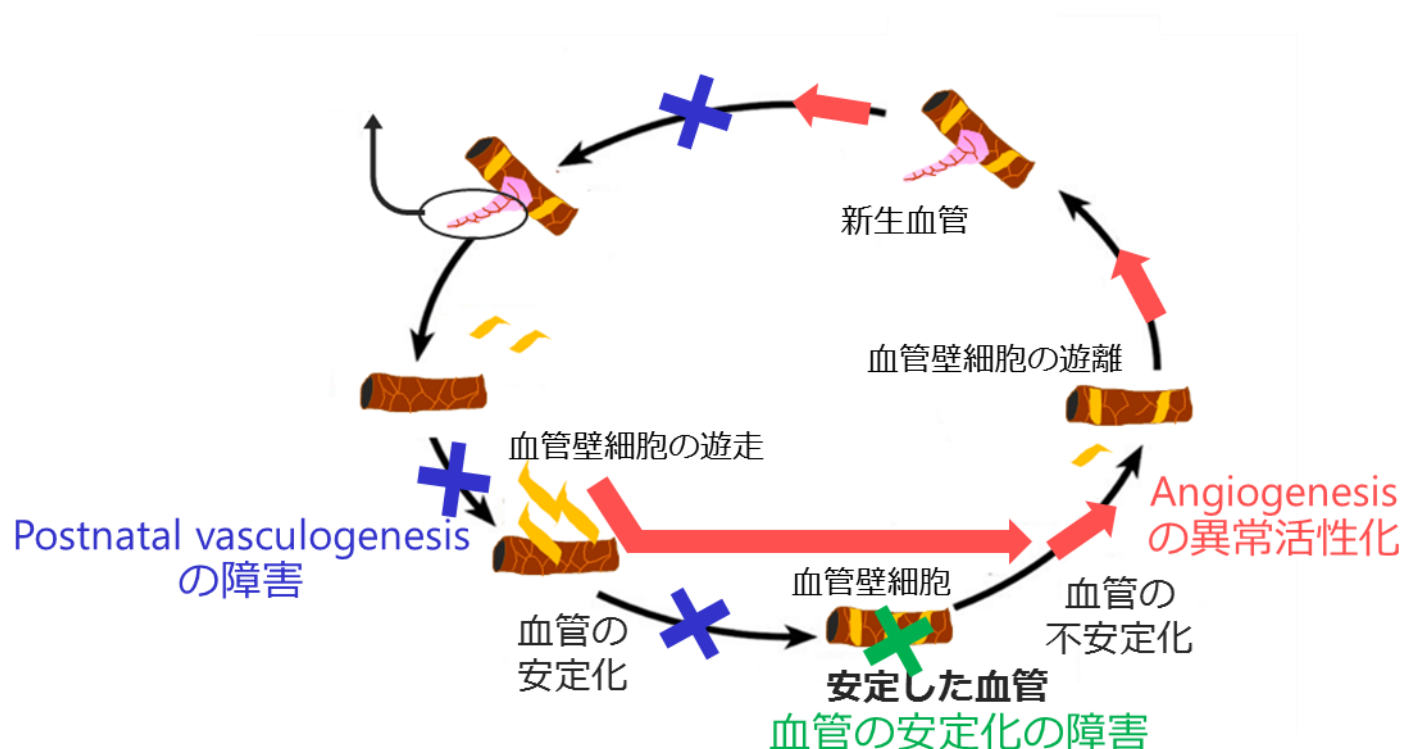 新生血管
血管壁細胞の遊離
血管壁細胞の遊走
Postnatal vasculogenesis
の障害
Angiogenesis
の異常活性化
血管壁細胞
血管の
不安定化
血管の
安定化
安定した血管
血管の安定化の障害